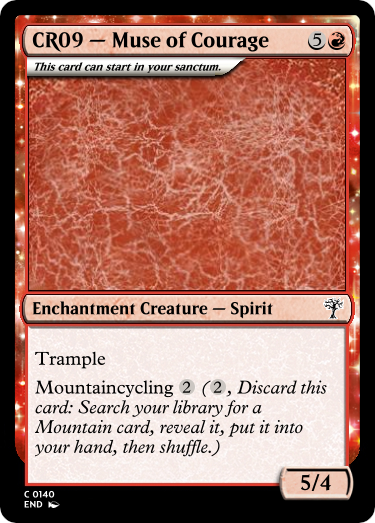 CR09 — Muse of Courage 5
This card can start in your sanctum.
Enchantment Creature — Spirit
Trample
Mountaincycling 2 (2, Discard this
card: Search your library for a
Mountain card, reveal it, put it into
your hand, then shuffle.)
5/4
C 0140
END